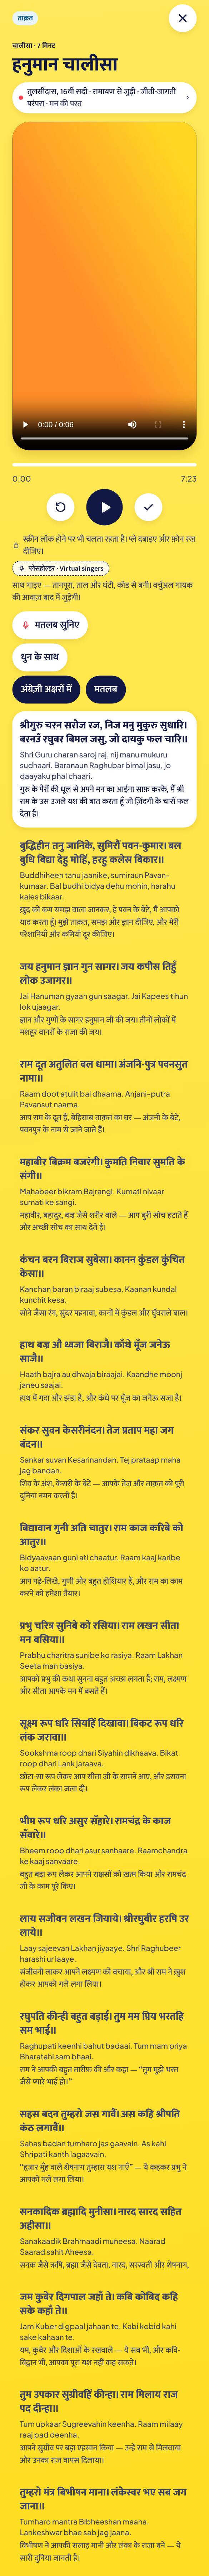 ताक़त
चालीसा · 7 मिनट
हनुमान चालीसा
तुलसीदास, 16वीं सदी · रामायण से जुड़ी · जीती-जागती
परंपरा · मन की परत
0:00 / 0:06
0:00
7:23
स्क्रीन लॉक होने पर भी चलता रहता है। प्ले दबाइए और फ़ोन रख
दीजिए।
प्लेसहोल्डर · Virtual singers
साथ गाइए — तानपूरा, ताल और घंटी, कोड से बनी। वर्चुअल गायक
की आवाज़ बाद में जुड़ेगी।
मतलब सुनिए
धुन के साथ
अंग्रेज़ी अक्षरों में
मतलब
श्रीगुरु चरन सरोज रज, निज मनु मुकुरु सुधारि।
बरनउँ रघुबर बिमल जसु, जो दायकु फल चारि।।
Shri Guru charan saroj raj, nij manu mukuru
sudhaari. Baranaun Raghubar bimal jasu, jo
daayaku phal chaari.
गुरु के पैरों की धूल से अपने मन का आईना साफ़ करके, मैं श्री
राम के उस उजले यश की बात करता हूँ जो ज़िंदगी के चारों फल
देता है।
बुद्धिहीन तनु जानिके, सुमिरौं पवन-कुमार। बल
बुधि बिद्या देहु मोहिं, हरहु कलेस बिकार।।
Buddhiheen tanu jaanike, sumiraun Pavan-
kumaar. Bal budhi bidya dehu mohin, harahu
kales bikaar.
ख़ुद को कम समझ वाला जानकर, हे पवन के बेटे, मैं आपको
याद करता हूँ। मुझे ताक़त, समझ और ज्ञान दीजिए, और मेरी
परेशानियाँ और कमियाँ दूर कीजिए।
जय हनुमान ज्ञान गुन सागर। जय कपीस तिहुँ
लोक उजागर।।
Jai Hanuman gyaan gun saagar. Jai Kapees tihun
lok ujaagar.
ज्ञान और गुणों के सागर हनुमान जी की जय। तीनों लोकों में
मशहूर वानरों के राजा की जय।
राम दूत अतुलित बल धामा। अंजनि-पुत्र पवनसुत
नामा।।
Raam doot atulit bal dhaama. Anjani-putra
Pavansut naama.
आप राम के दूत हैं, बेहिसाब ताक़त का घर — अंजनी के बेटे,
पवनपुत्र के नाम से जाने जाते हैं।
महाबीर बिक्रम बजरंगी। कुमति निवार सुमति के
संगी।।
Mahabeer bikram Bajrangi. Kumati nivaar
sumati ke sangi.
महावीर, बहादुर, वज्र जैसे शरीर वाले — आप बुरी सोच हटाते हैं
और अच्छी सोच का साथ देते हैं।
कंचन बरन बिराज सुबेसा। कानन कुंडल कुंचित
केसा।।
Kanchan baran biraaj subesa. Kaanan kundal
kunchit kesa.
सोने जैसा रंग, सुंदर पहनावा, कानों में कुंडल और घुँघराले बाल।
हाथ बज्र औ ध्वजा बिराजै। काँधे मूँज जनेऊ
साजै।।
Haath bajra au dhvaja biraajai. Kaandhe moonj
janeu saajai.
हाथ में गदा और झंडा है, और कंधे पर मूँज का जनेऊ सजा है।
संकर सुवन केसरीनंदन। तेज प्रताप महा जग
बंदन।।
Sankar suvan Kesarinandan. Tej prataap maha
jag bandan.
शिव के अंश, केसरी के बेटे — आपके तेज और ताक़त को पूरी
दुनिया नमन करती है।
बिद्यावान गुनी अति चातुर। राम काज करिबे को
आतुर।।
Bidyaavaan guni ati chaatur. Raam kaaj karibe
ko aatur.
आप पढ़े-लिखे, गुणी और बहुत होशियार हैं, और राम का काम
करने को हमेशा तैयार।
प्रभु चरित्र सुनिबे को रसिया। राम लखन सीता
मन बसिया।।
Prabhu charitra sunibe ko rasiya. Raam Lakhan
Seeta man basiya.
आपको प्रभु की कथा सुनना बहुत अच्छा लगता है; राम, लक्ष्मण
और सीता आपके मन में बसते हैं।
सूक्ष्म रूप धरि सियहिं दिखावा। बिकट रूप धरि
लंक जरावा।।
Sookshma roop dhari Siyahin dikhaava. Bikat
roop dhari Lank jaraava.
छोटा-सा रूप लेकर आप सीता जी के सामने आए, और डरावना
रूप लेकर लंका जला दी।
भीम रूप धरि असुर सँहारे। रामचंद्र के काज
सँवारे।।
Bheem roop dhari asur sanhaare. Raamchandra
ke kaaj sanvaare.
बहुत बड़ा रूप लेकर आपने राक्षसों को ख़त्म किया और रामचंद्र
जी के काम पूरे किए।
लाय सजीवन लखन जियाये। श्रीरघुबीर हरषि उर
लाये।।
Laay sajeevan Lakhan jiyaaye. Shri Raghubeer
harashi ur laaye.
संजीवनी लाकर आपने लक्ष्मण को बचाया, और श्री राम ने ख़ुश
होकर आपको गले लगा लिया।
रघुपति कीन्ही बहुत बड़ाई। तुम मम प्रिय भरतहि
सम भाई।।
Raghupati keenhi bahut badaai. Tum mam priya
Bharatahi sam bhaai.
राम ने आपकी बहुत तारीफ़ की और कहा — “तुम मुझे भरत
जैसे प्यारे भाई हो।”
सहस बदन तुम्हरो जस गावैं। अस कहि श्रीपति
कंठ लगावैं।।
Sahas badan tumharo jas gaavain. As kahi
Shripati kanth lagaavain.
“हज़ार मुँह वाले शेषनाग तुम्हारा यश गाएँ” — ये कहकर प्रभु ने
आपको गले लगा लिया।
सनकादिक ब्रह्मादि मुनीसा। नारद सारद सहित
अहीसा।।
Sanakaadik Brahmaadi muneesa. Naarad
Saarad sahit Aheesa.
सनक जैसे ऋषि, ब्रह्मा जैसे देवता, नारद, सरस्वती और शेषनाग,
जम कुबेर दिगपाल जहाँ ते। कबि कोबिद कहि
सके कहाँ ते।।
Jam Kuber digpaal jahaan te. Kabi kobid kahi
sake kahaan te.
यम, कुबेर और दिशाओं के रखवाले — ये सब भी, और कवि-
विद्वान भी, आपका पूरा यश नहीं कह सकते।
तुम उपकार सुग्रीवहिं कीन्हा। राम मिलाय राज
पद दीन्हा।।
Tum upkaar Sugreevahin keenha. Raam milaay
raaj pad deenha.
आपने सुग्रीव पर बड़ा एहसान किया — उन्हें राम से मिलवाया
और उनका राज वापस दिलाया।
तुम्हरो मंत्र बिभीषन माना। लंकेस्वर भए सब जग
जाना।।
Tumharo mantra Bibheeshan maana.
Lankeshwar bhae sab jag jaana.
विभीषण ने आपकी सलाह मानी और लंका के राजा बने — ये
सारी दुनिया जानती है।